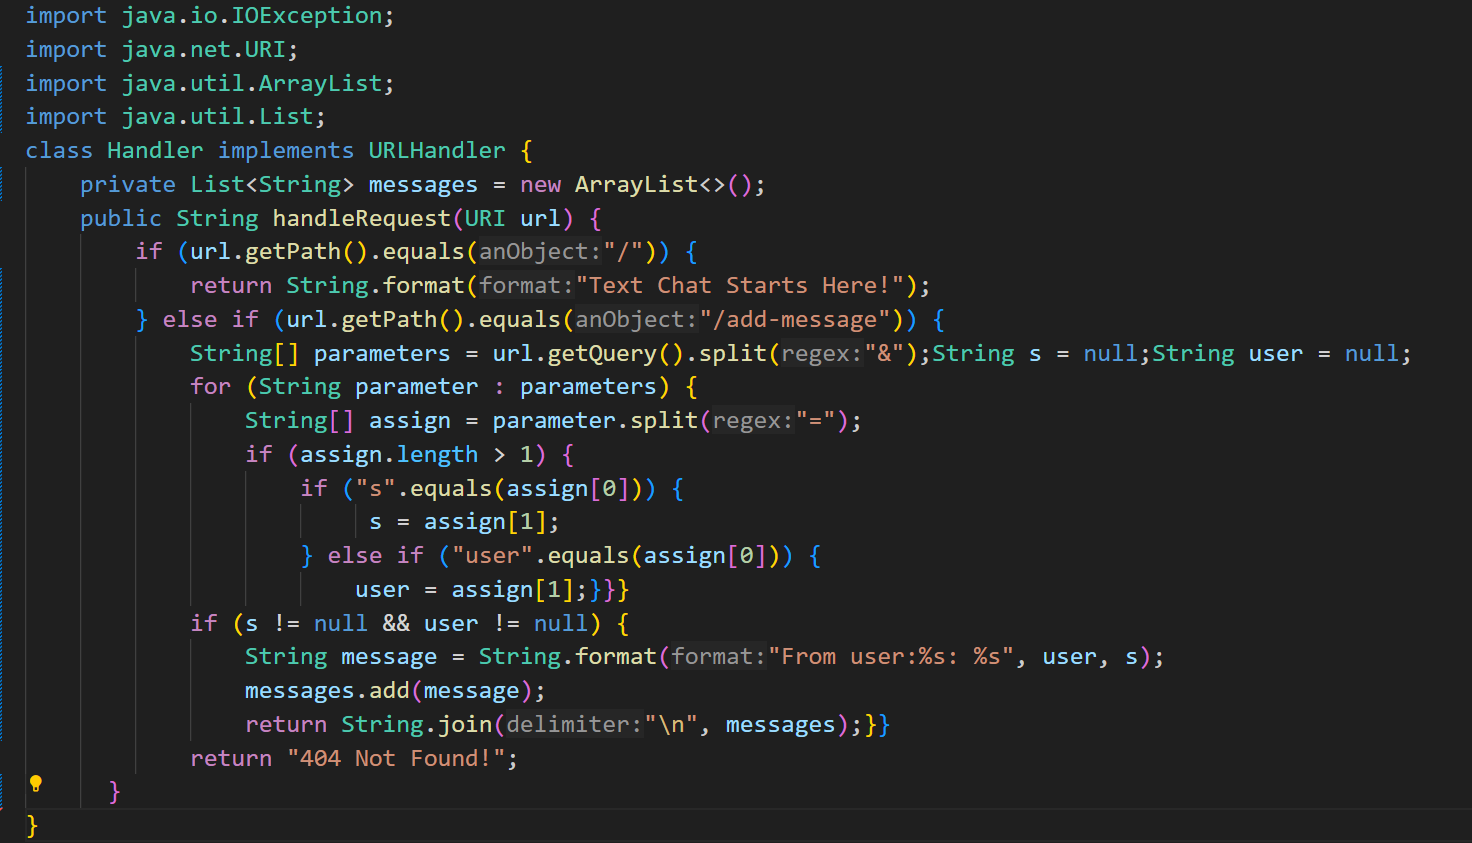 import java.io.IOException;
import java.net.URI;
import java.util.ArrayList;
import java.util.List;
class Handler implements URLHandler {
    private List<String> messages = new ArrayList<>();
    public String handleRequest(URI url) {
        if (url.getPath().equals(anObject:"/")) {
            return String.format(format:"Text Chat Starts Here!");
        } else if (url.getPath().equals(anObject:"/add-message")) {
            String[] parameters = url.getQuery().split(regex:"&");String s = null;String user = null;
            for (String parameter : parameters) {
                String[] assign = parameter.split(regex:"=");
                if (assign.length > 1) {
                    if ("s".equals(assign[0])) {
                         s = assign[1];
                    } else if ("user".equals(assign[0])) {
                        user = assign[1];}}}
            if (s != null && user != null) {
                String message = String.format(format:"From user:%s: %s", user, s);
                messages.add(message);
                return String.join(delimiter:"\n", messages);}}
            return "404 Not Found!";
      }
}